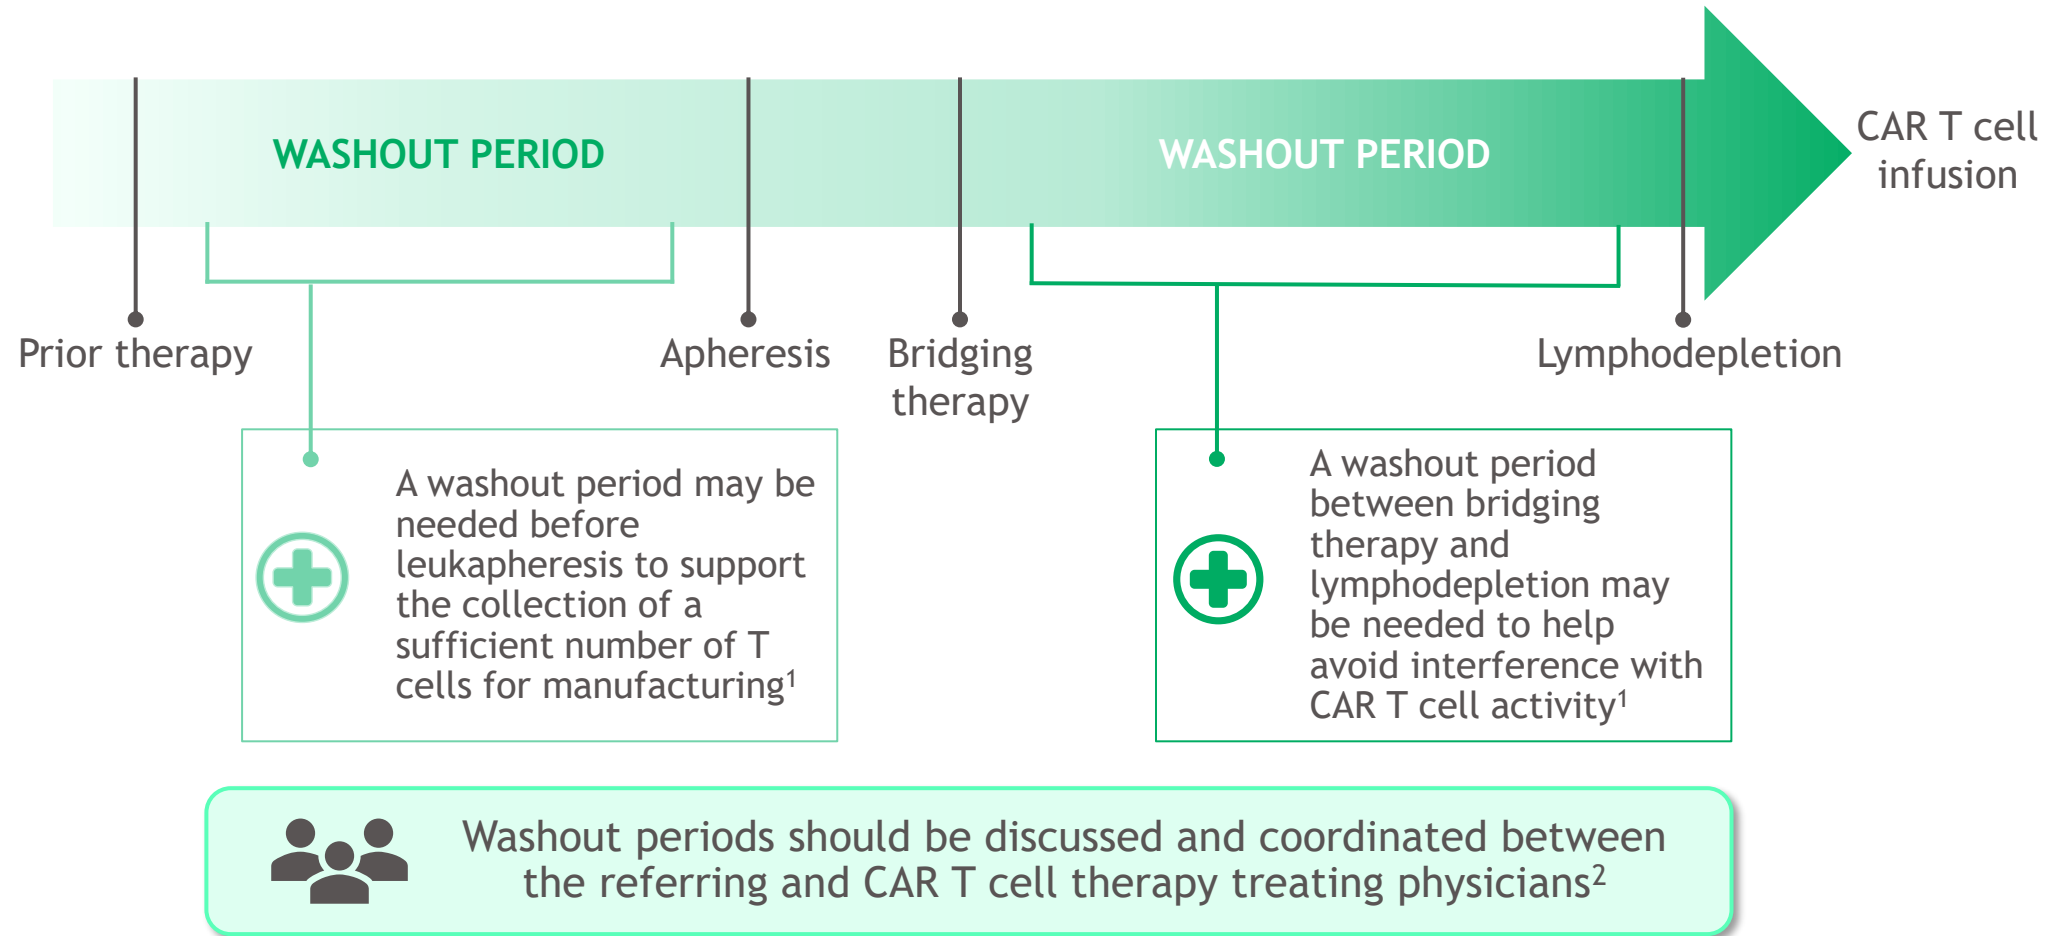 WASHOUT PERIOD
WASHOUT PERIOD
CAR T cell
infusion
Prior therapy
Apheresis
Bridging
therapy
Lymphodepletion
A washout period may be
needed before
leukapheresis to support
the collection of a
sufficient number of T
cells for manufacturing¹
A washout period
between bridging
therapy and
lymphodepletion may
be needed to help
avoid interference with
CAR T cell activity¹
Washout periods should be discussed and coordinated between
the referring and CAR T cell therapy treating physicians²